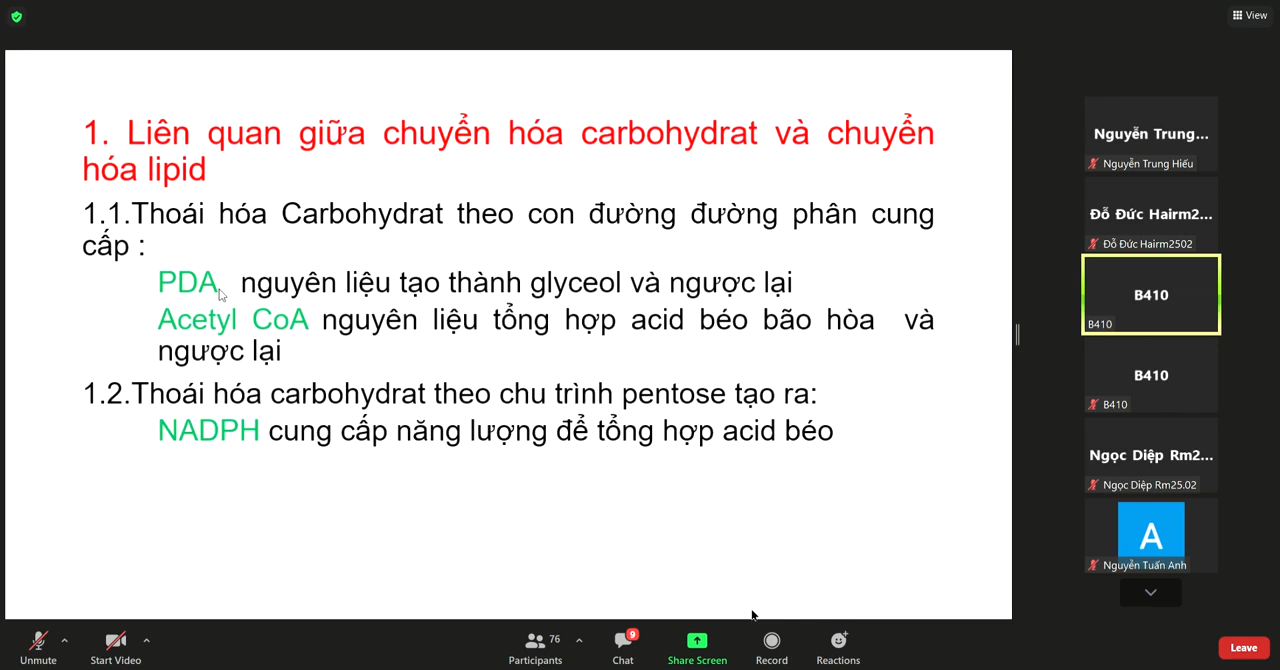 View
1. Liên quan giữa chuyển hóa carbohydrat và chuyển
hóa lipid
1.1.Thoái hóa Carbohydrat theo con đường đường phân cung
cấp :
PDA nguyên liệu tạo thành glyceol và ngược lại
Acetyl CoA nguyên liệu tổng hợp acid béo bão hòa và
ngược lại
1.2.Thoái hóa carbohydrat theo chu trình pentose tạo ra:
NADPH cung cấp năng lượng để tổng hợp acid béo
Nguyễn Trung...
Nguyễn Trung Hiếu
Đỗ Đức Hairm2...
Đỗ Đức Hairm2502
B410
B410
B410
B410
Ngọc Diệp Rm2...
Ngọc Diệp Rm25.02
A
Nguyễn Tuấn Anh
Unmute
Start Video
76
Participants
9
Chat
Share Screen
Record
Reactions
Leave